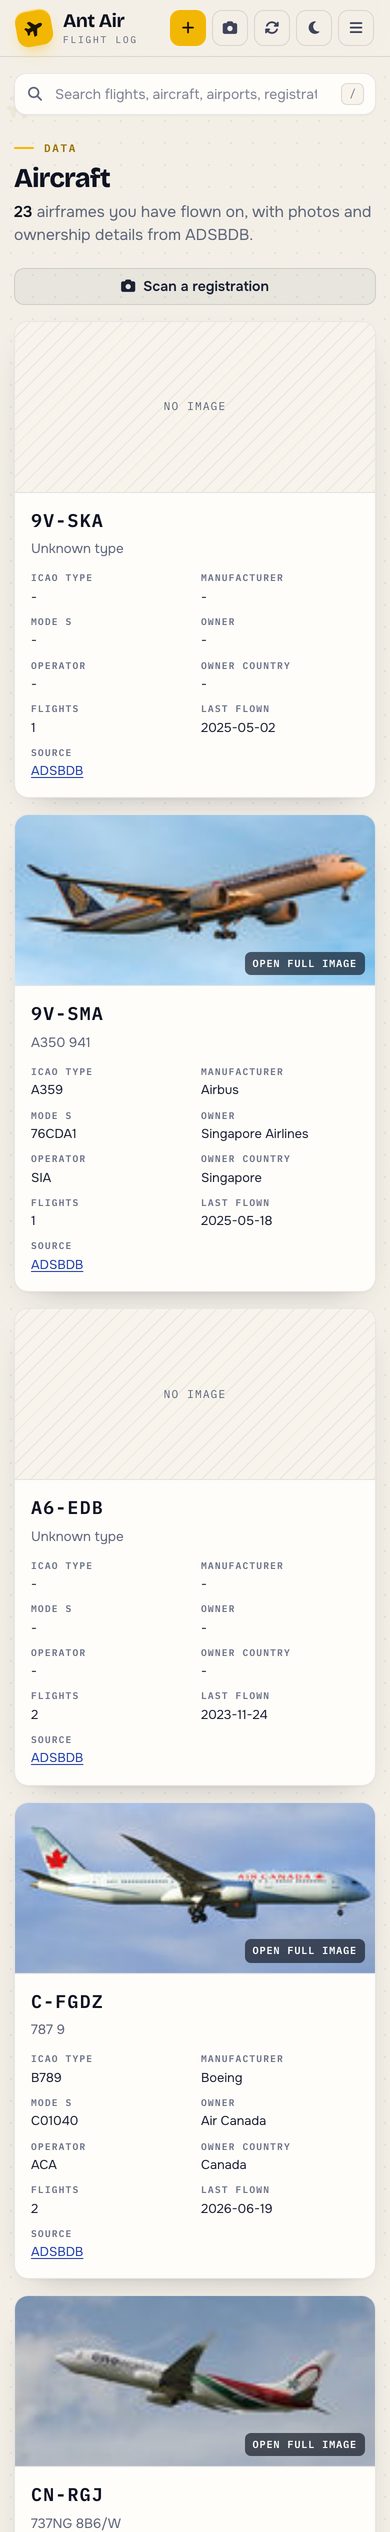 Ant Air
FLIGHT LOG
Search flights, aircraft, airports, registrat
/
DATA
Aircraft
23 airframes you have flown on, with photos and
ownership details from ADSBDB.
Scan a registration
NO IMAGE
9V-SKA
Unknown type
ICAO TYPE MANUFACTURER
- -
MODE S OWNER
- -
OPERATOR OWNER COUNTRY
- -
FLIGHTS LAST FLOWN
1 2025-05-02
SOURCE
ADSBDB
OPEN FULL IMAGE
9V-SMA
A350 941
ICAO TYPE MANUFACTURER
A359 Airbus
MODE S OWNER
76CDA1 Singapore Airlines
OPERATOR OWNER COUNTRY
SIA Singapore
FLIGHTS LAST FLOWN
1 2025-05-18
SOURCE
ADSBDB
NO IMAGE
A6-EDB
Unknown type
ICAO TYPE MANUFACTURER
- -
MODE S OWNER
- -
OPERATOR OWNER COUNTRY
- -
FLIGHTS LAST FLOWN
2 2023-11-24
SOURCE
ADSBDB
AIR CANADA
OPEN FULL IMAGE
C-FGDZ
787 9
ICAO TYPE MANUFACTURER
B789 Boeing
MODE S OWNER
C01040 Air Canada
OPERATOR OWNER COUNTRY
ACA Canada
FLIGHTS LAST FLOWN
2 2026-06-19
SOURCE
ADSBDB
OPEN FULL IMAGE
CN-RGJ
737NG 8B6/W